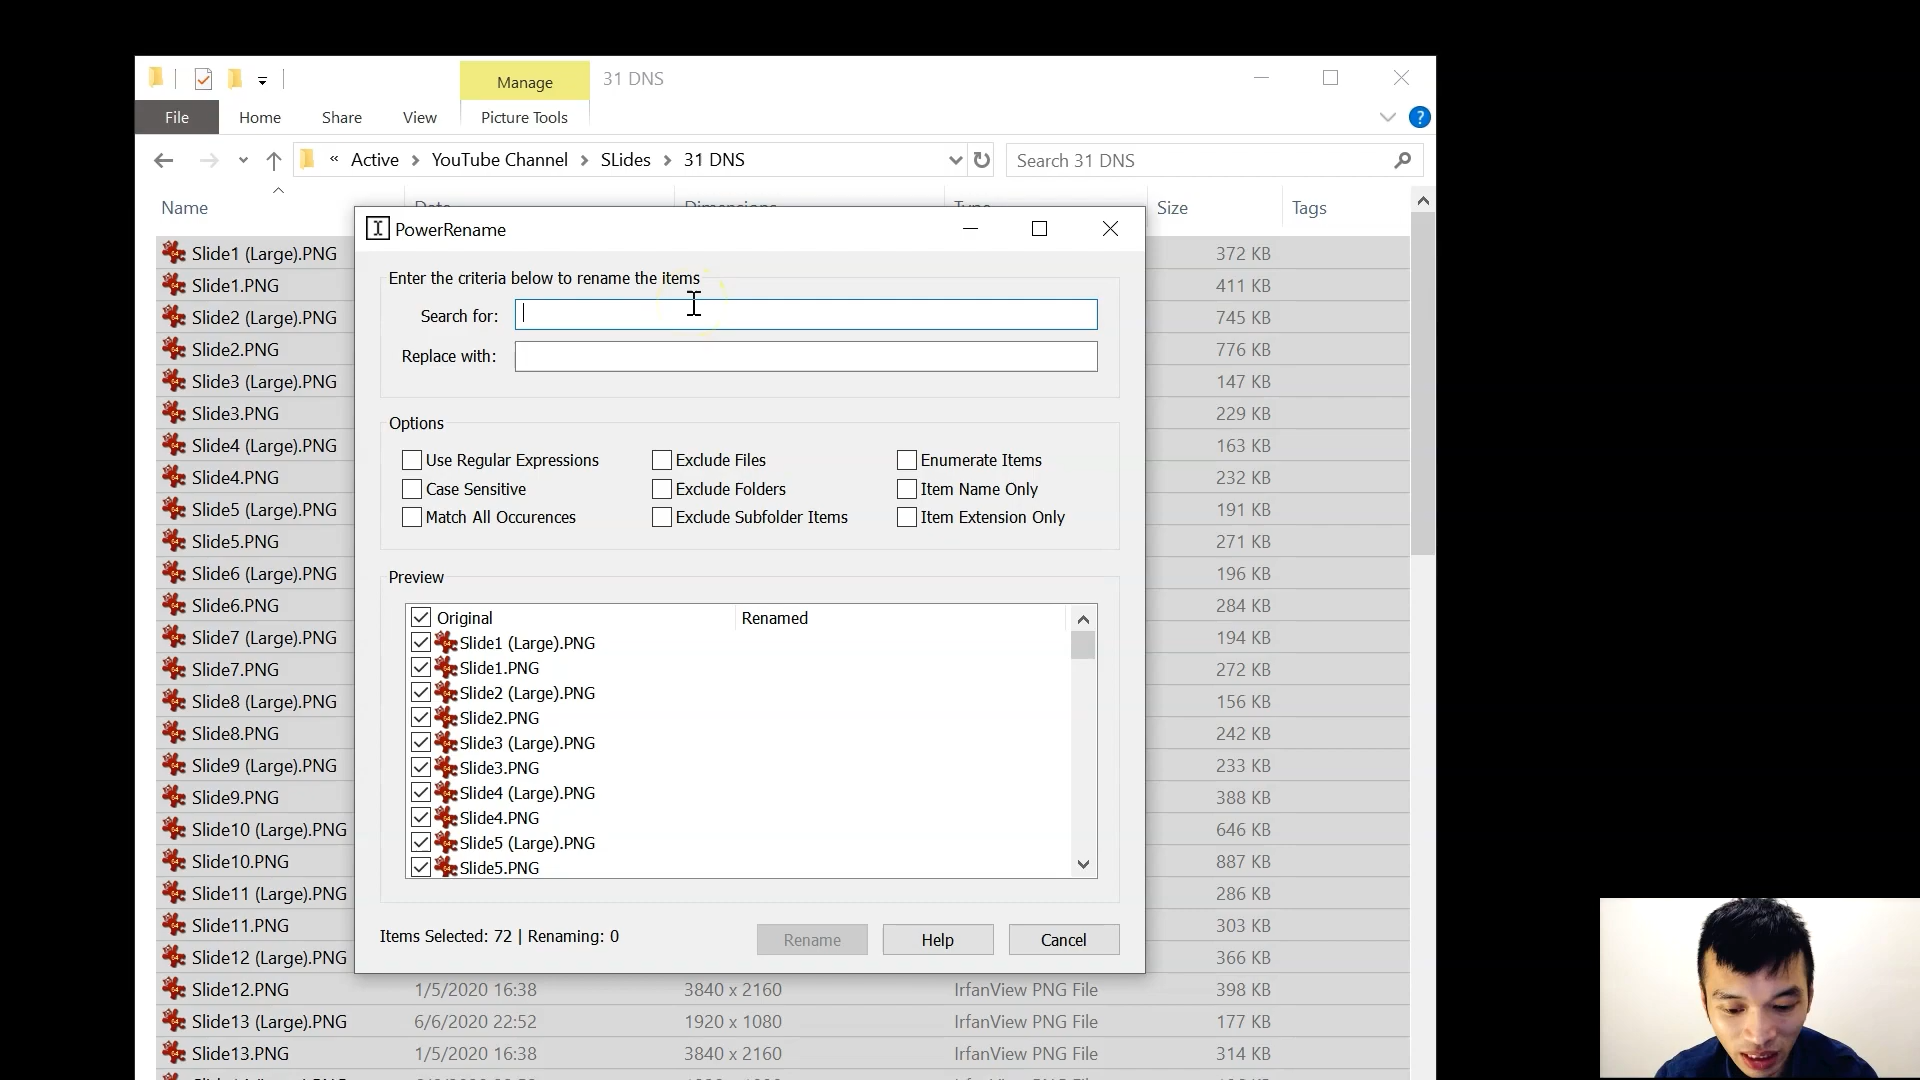 Manage
31 DNS
File
Home
Share
View
Picture Tools
?
«
Active
YouTube Channel
SLides
31 DNS
Search 31 DNS
Name
Size
Tags
PowerRename
Enter the criteria below to rename the items
Search for:
Replace with:
Options
Use Regular Expressions
Exclude Files
Enumerate Items
Case Sensitive
Exclude Folders
Item Name Only
Match All Occurences
Exclude Subfolder Items
Item Extension Only
Preview
Original
Renamed
Slide1 (Large).PNG
Slide1.PNG
Slide2 (Large).PNG
Slide2.PNG
Slide3 (Large).PNG
Slide3.PNG
Slide4 (Large).PNG
Slide4.PNG
Slide5 (Large).PNG
Slide5.PNG
Items Selected: 72 | Renaming: 0
Rename
Help
Cancel
Slide1 (Large).PNG 372 KB
Slide1.PNG 411 KB
Slide2 (Large).PNG 745 KB
Slide2.PNG 776 KB
Slide3 (Large).PNG 147 KB
Slide3.PNG 229 KB
Slide4 (Large).PNG 163 KB
Slide4.PNG 232 KB
Slide5 (Large).PNG 191 KB
Slide5.PNG 271 KB
Slide6 (Large).PNG 196 KB
Slide6.PNG 284 KB
Slide7 (Large).PNG 194 KB
Slide7.PNG 272 KB
Slide8 (Large).PNG 156 KB
Slide8.PNG 242 KB
Slide9 (Large).PNG 233 KB
Slide9.PNG 388 KB
Slide10 (Large).PNG 646 KB
Slide10.PNG 887 KB
Slide11 (Large).PNG 286 KB
Slide11.PNG 303 KB
Slide12 (Large).PNG 366 KB
Slide12.PNG 1/5/2020 16:38 3840 x 2160 IrfanView PNG File 398 KB
Slide13 (Large).PNG 6/6/2020 22:52 1920 x 1080 IrfanView PNG File 177 KB
Slide13.PNG 1/5/2020 16:38 3840 x 2160 IrfanView PNG File 314 KB